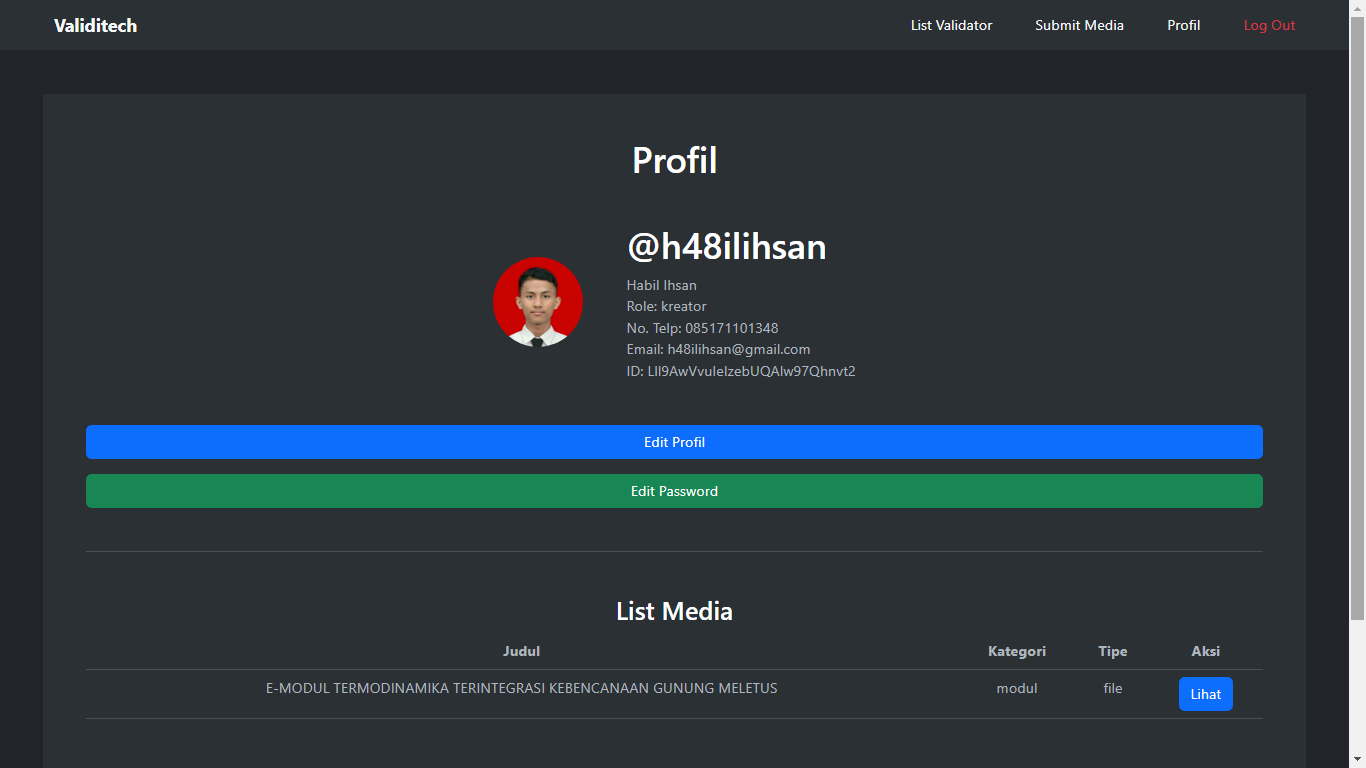 Validitech
List Validator
Submit Media
Profil
Log Out
Profil
@h48ilihsan
Habil Ihsan
Role: kreator
No. Telp: 085171101348
Email: h48ilihsan@gmail.com
Edit Profil
Edit Password
List Media
Judul Kategori Tipe Aksi
E-MODUL TERMODINAMIKA TERINTEGRASI KEBENCANAAN GUNUNG MELETUS modul file Lihat